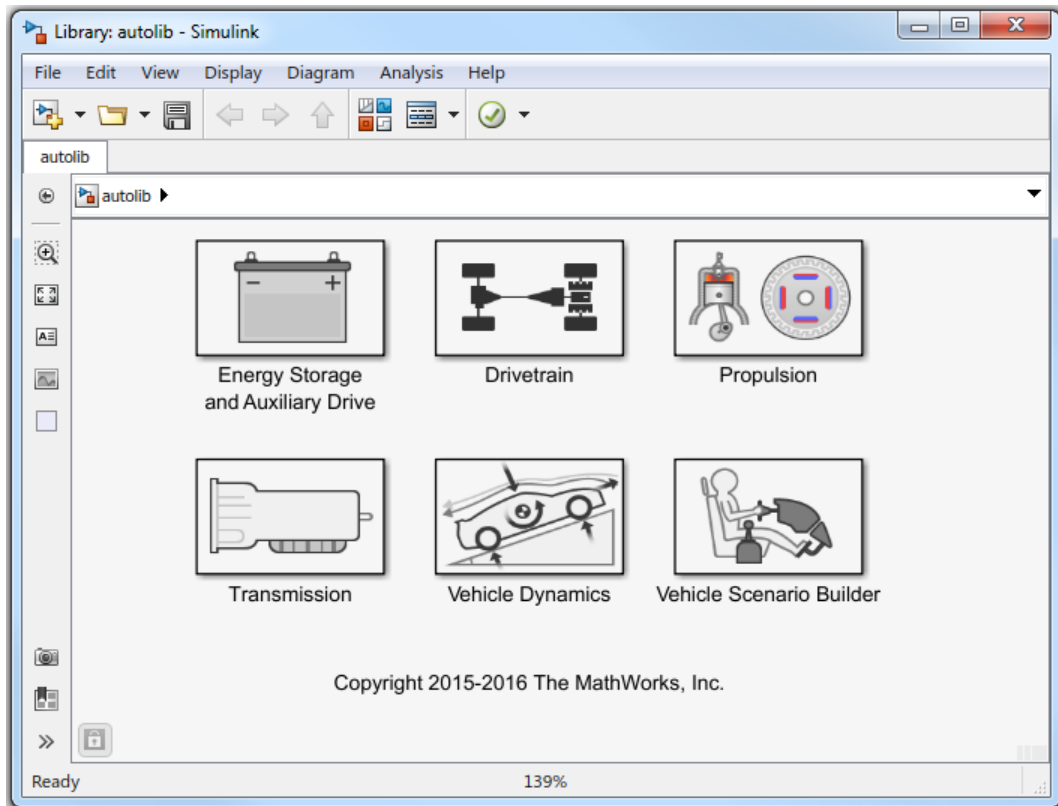 Library: autolib - Simulink
File Edit View Display Diagram Analysis Help
autolib
autolib
Energy Storage
and Auxiliary Drive
Drivetrain
Propulsion
Transmission
Vehicle Dynamics
Vehicle Scenario Builder
Copyright 2015-2016 The MathWorks, Inc.
Ready 139%